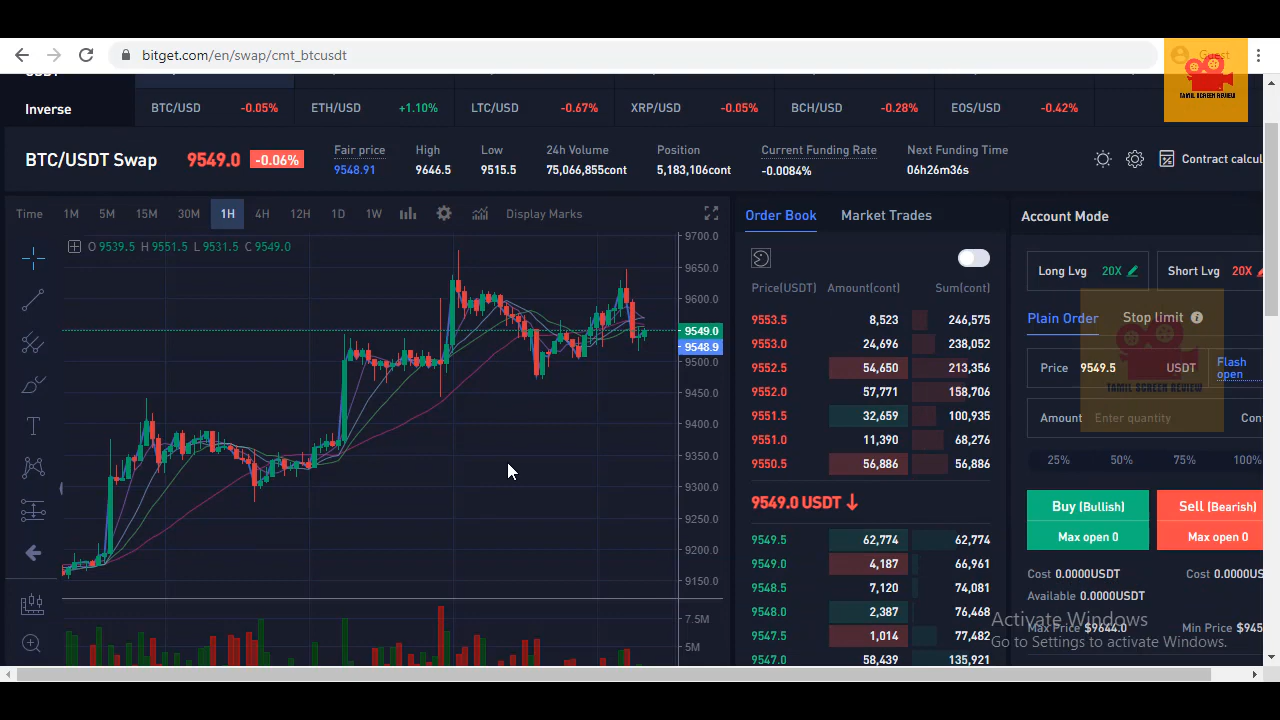 bitget.com/en/swap/cmt_btcusdt
Guest
TAMIL SCREEN REVIEW
Inverse
BTC/USD -0.05% ETH/USD +1.10% LTC/USD -0.67% XRP/USD -0.05% BCH/USD -0.28% EOS/USD -0.42%
BTC/USDT Swap 9549.0 -0.06%
Fair price High Low 24h Volume Position Current Funding Rate Next Funding Time
9548.91 9646.5 9515.5 75,066,855cont 5,183,106cont -0.0084% 06h26m36s
Contract calcul
Time 1M 5M 15M 30M 1H 4H 12H 1D 1W Display Marks
O 9539.5 H 9551.5 L 9531.5 C 9549.0
9700.0
9650.0
9600.0
9549.0
9548.9
9500.0
9450.0
9400.0
9350.0
9300.0
9250.0
9200.0
9150.0
7.5M
5M
Order Book Market Trades
Price(USDT) Amount(cont) Sum(cont)
9553.5 8,523 246,575
9553.0 24,696 238,052
9552.5 54,650 213,356
9552.0 57,771 158,706
9551.5 32,659 100,935
9551.0 11,390 68,276
9550.5 56,886 56,886
9549.0 USDT
9549.5 62,774 62,774
9549.0 4,187 66,961
9548.5 7,120 74,081
9548.0 2,387 76,468
9547.5 1,014 77,482
9547.0 58,439 135,921
Account Mode
Long Lvg 20X Short Lvg 20X
Plain Order Stop limit
Price 9549.5 USDT Flash open
TAMIL SCREEN REVIEW
Amount Enter quantity Con
25% 50% 75% 100%
Buy (Bullish) Sell (Bearish)
Max open 0 Max open 0
Cost 0.0000USDT Cost 0.0000US
Available 0.0000USDT
Max Price $9644.0 Min Price $945
Activate Windows
Go to Settings to activate Windows.